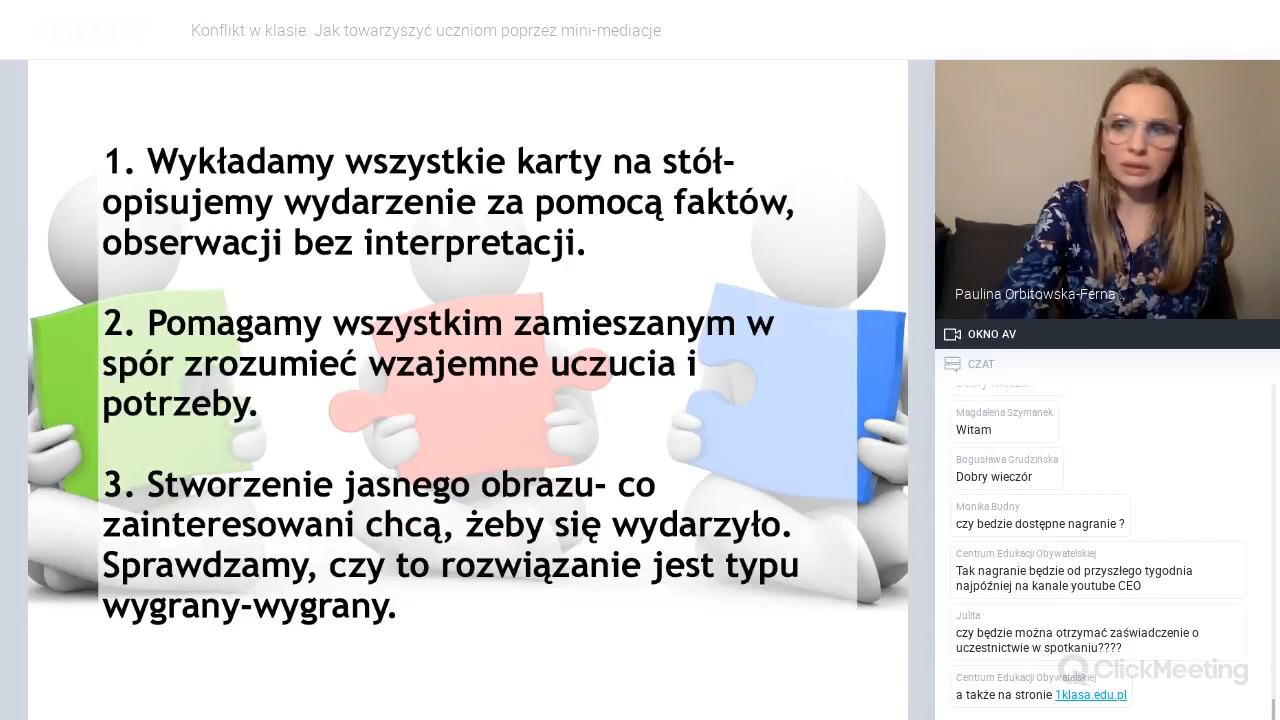 Konflikt w klasie. Jak towarzyszyć uczniom poprzez mini-mediacje
1. Wykładamy wszystkie karty na stół-
opisujemy wydarzenie za pomocą faktów,
obserwacji bez interpretacji.
2. Pomagamy wszystkim zamieszanym w
spór zrozumieć wzajemne uczucia i
potrzeby.
3. Stworzenie jasnego obrazu- co
zainteresowani chcą, żeby się wydarzyło.
Sprawdzamy, czy to rozwiązanie jest typu
wygrany-wygrany.
Paulina Orbitowska-Ferna...
OKNO AV
CZAT
Dobry wieczór
Magdalena Szymanek
Witam
Bogusława Grudzińska
Dobry wieczór
Monika Budny
czy bedzie dostępne nagranie ?
Centrum Edukacji Obywatelskiej
Tak nagranie będzie od przyszłego tygodnia
najpóźniej na kanale youtube CEO
Julita
czy będzie można otrzymać zaświadczenie o
uczestnictwie w spotkaniu????
Centrum Edukacji Obywatelskiej
a także na stronie 1klasa.edu.pl
ClickMeeting